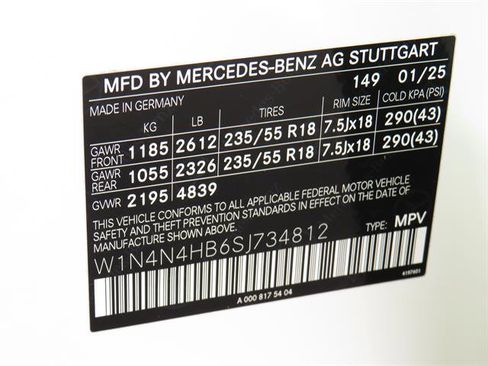 MFD BY MERCEDES-BENZ AG STUTTGART
MADE IN GERMANY 149 01/25
KG LB TIRES RIM SIZE COLD KPA (PSI)
GAWR FRONT 1185 2612 235/55 R18 7.5Jx18 290(43)
GAWR REAR 1055 2326 235/55 R18 7.5Jx18 290(43)
GVWR 2195 4839
THIS VEHICLE CONFORMS TO ALL APPLICABLE FEDERAL MOTOR VEHICLE
SAFETY AND THEFT PREVENTION STANDARDS IN EFFECT ON THE DATE OF
MANUFACTURE SHOWN ABOVE.
TYPE: MPV
W1N4N4HB6SJ734812
A 000 817 54 04